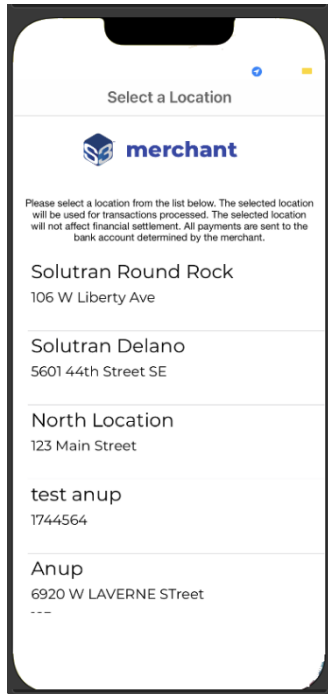 Select a Location
S3 merchant
Please select a location from the list below. The selected location
will be used for transactions processed. The selected location
will not affect financial settlement. All payments are sent to the
bank account determined by the merchant.
Solutran Round Rock
106 W Liberty Ave
Solutran Delano
5601 44th Street SE
North Location
123 Main Street
test anup
1744564
Anup
6920 W LAVERNE STreet